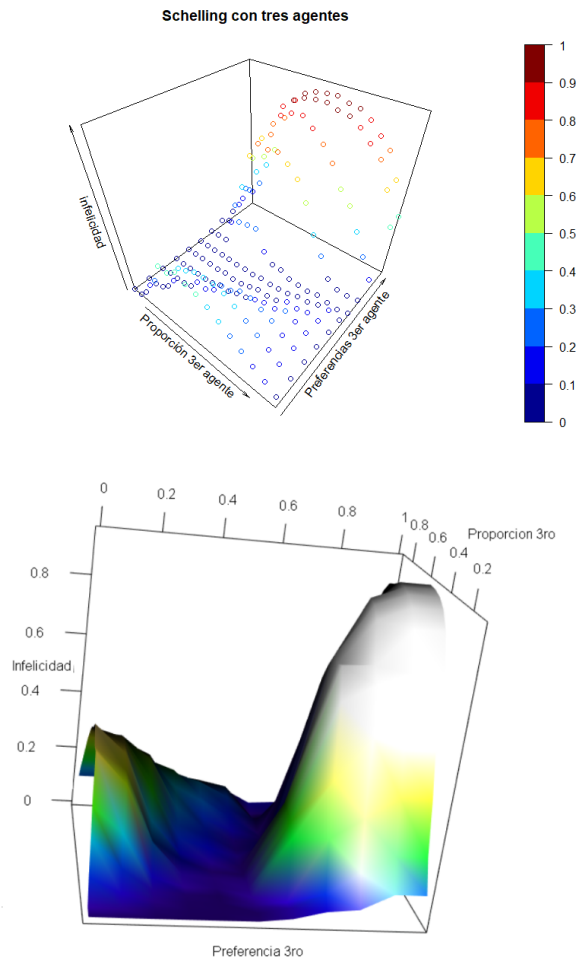 Schelling con tres agentes
infelicidad
Proporción 3er agente
Preferencias 3er agente
1
0.9
0.8
0.7
0.6
0.5
0.4
0.3
0.2
0.1
0
0 0.2 0.4 0.6 0.8 1
0.8 0.6 0.4 0.2
Proporcion 3ro
0.8
0.6
Infelicidad
0.4
0.2
0
Preferencia 3ro